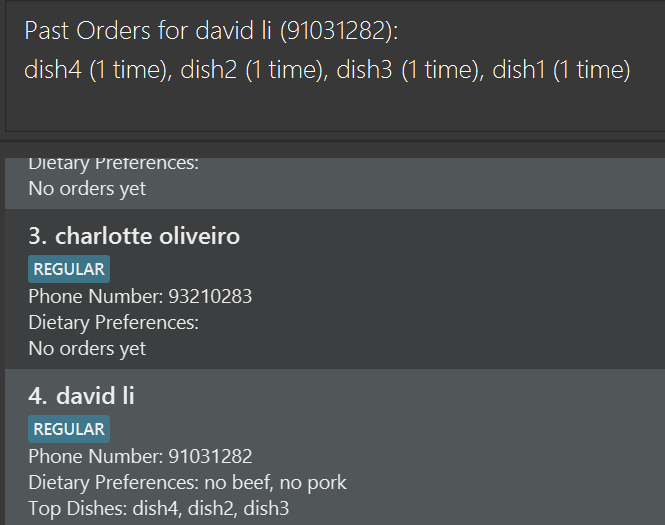 Past Orders for david li (91031282):
dish4 (1 time), dish2 (1 time), dish3 (1 time), dish1 (1 time)
Dietary Preferences:
No orders yet
3. charlotte oliveiro
REGULAR
Phone Number: 93210283
Dietary Preferences:
No orders yet
4. david li
REGULAR
Phone Number: 91031282
Dietary Preferences: no beef, no pork
Top Dishes: dish4, dish2, dish3